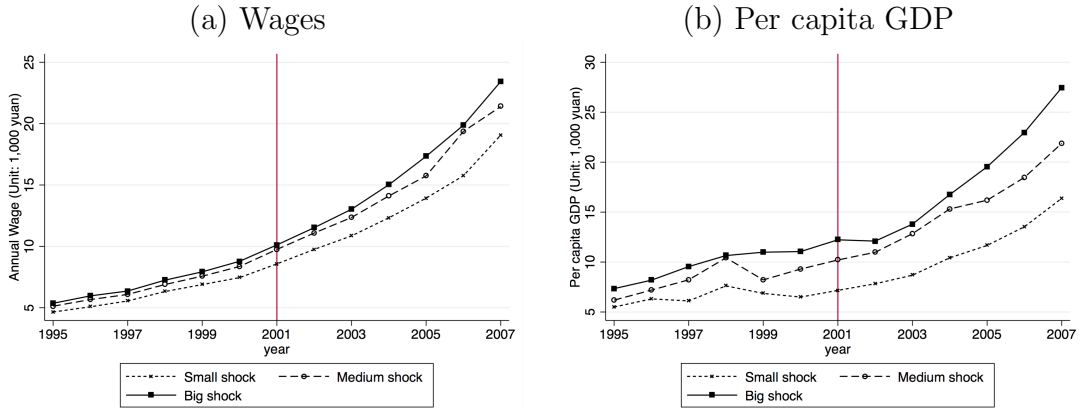 (a) Wages
Annual Wage (Unit: 1,000 yuan)
25
20
15
10
5
1995 1997 1999 2001 2003 2005 2007
year
Small shock Medium shock
Big shock
(b) Per capita GDP
Per capita GDP (Unit: 1,000 yuan)
30
25
20
15
10
5
1995 1997 1999 2001 2003 2005 2007
year
Small shock Medium shock
Big shock